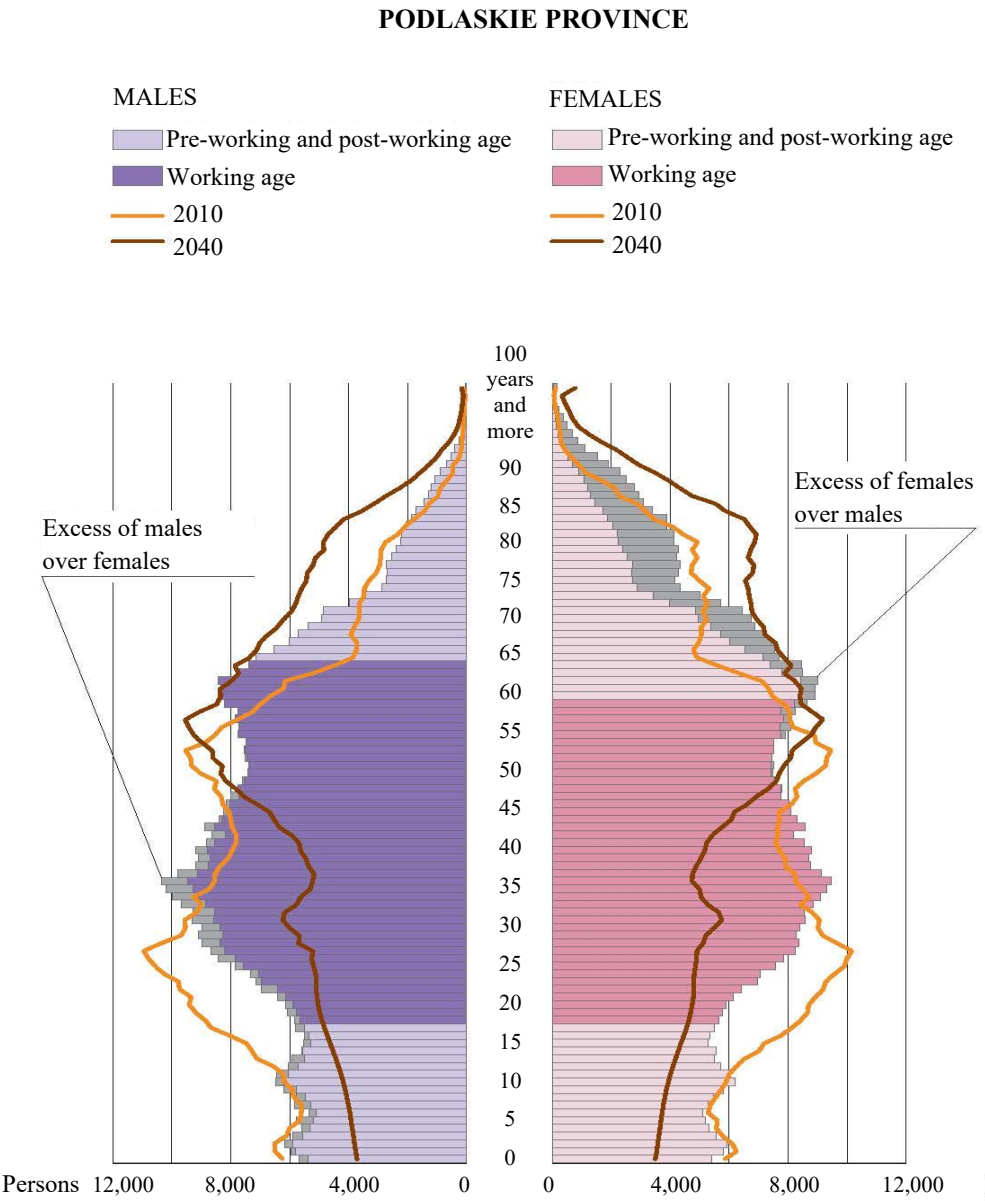 PODLASKIE PROVINCE
MALES
Pre-working and post-working age
Working age
2010
2040
FEMALES
Pre-working and post-working age
Working age
2010
2040
100
years
and
more
90
85
80
75
70
65
60
55
50
45
40
35
30
25
20
15
10
5
0
Excess of males
over females
Excess of females
over males
Persons 12,000 8,000 4,000 0 0 4,000 8,000 12,000